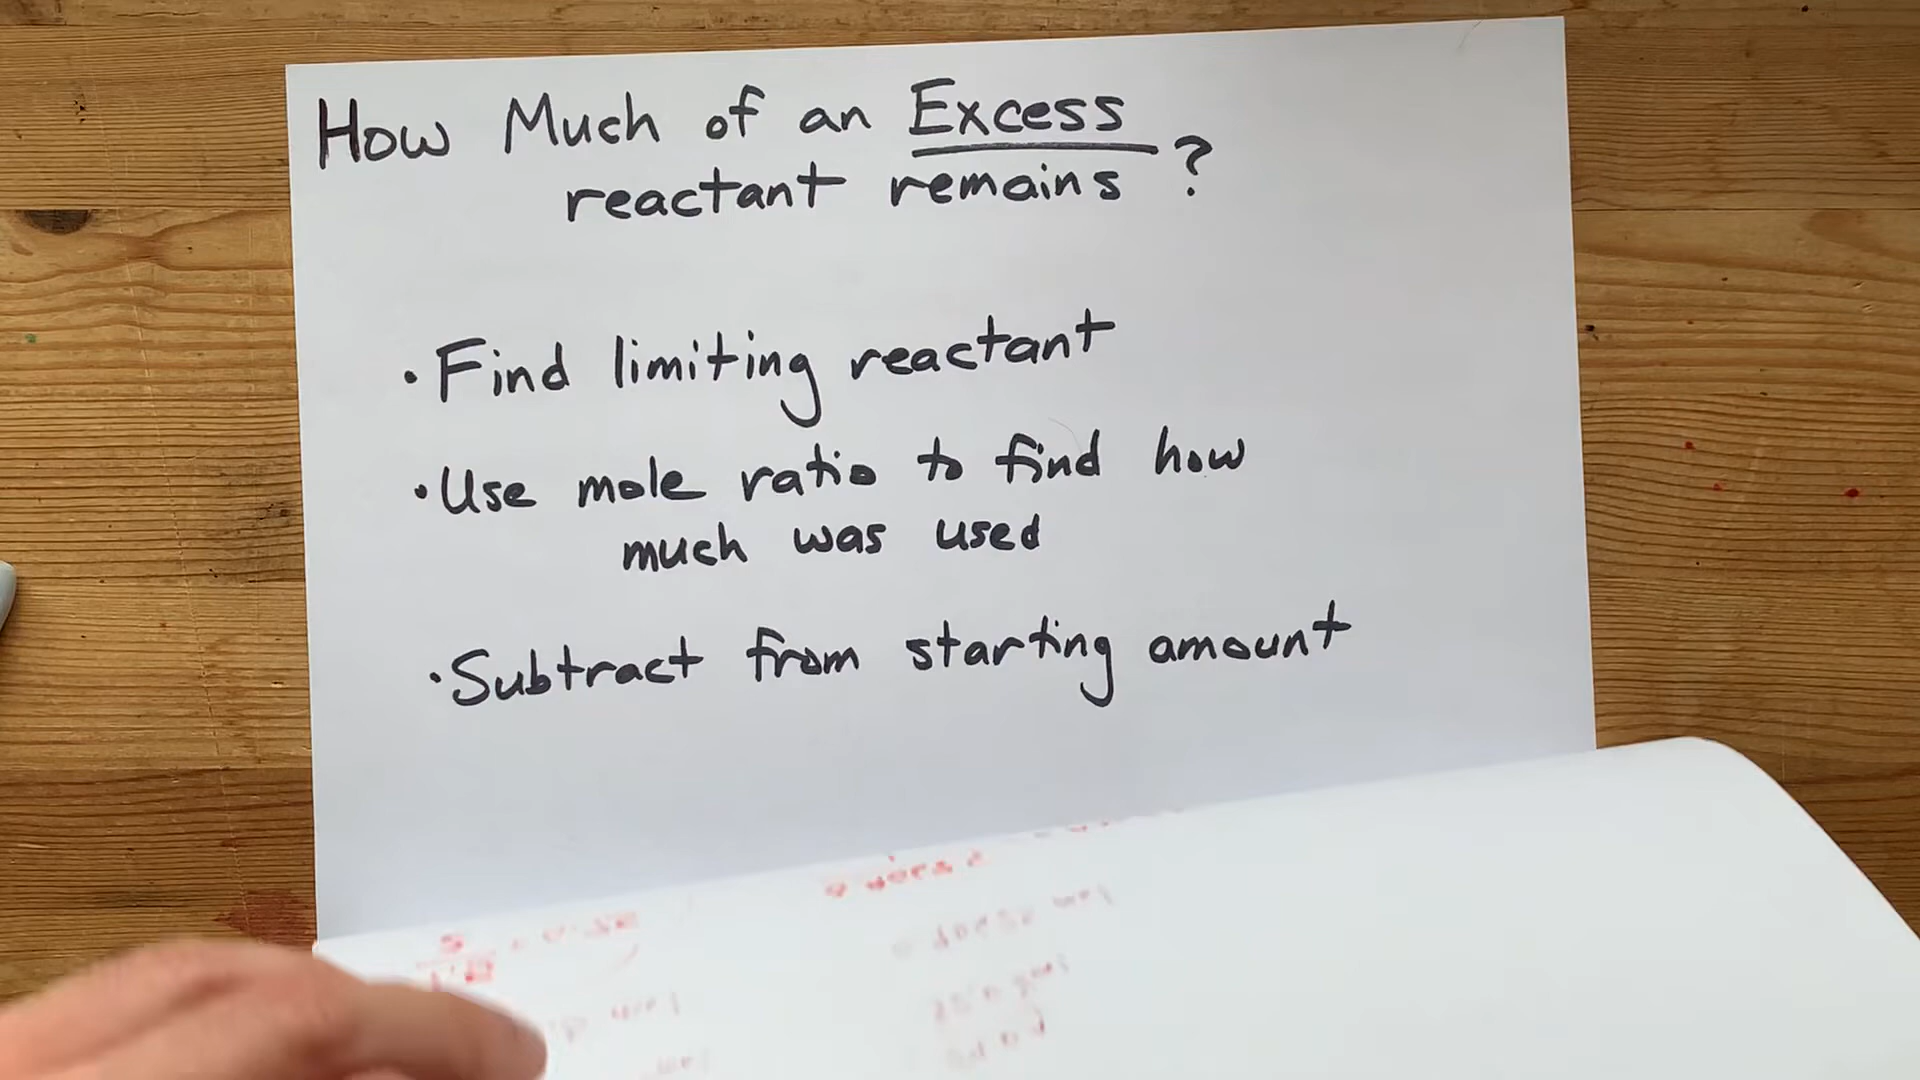 How Much of an Excess
reactant remains?
• Find limiting reactant
• Use mole ratio to find how
much was used
• Subtract from starting amount